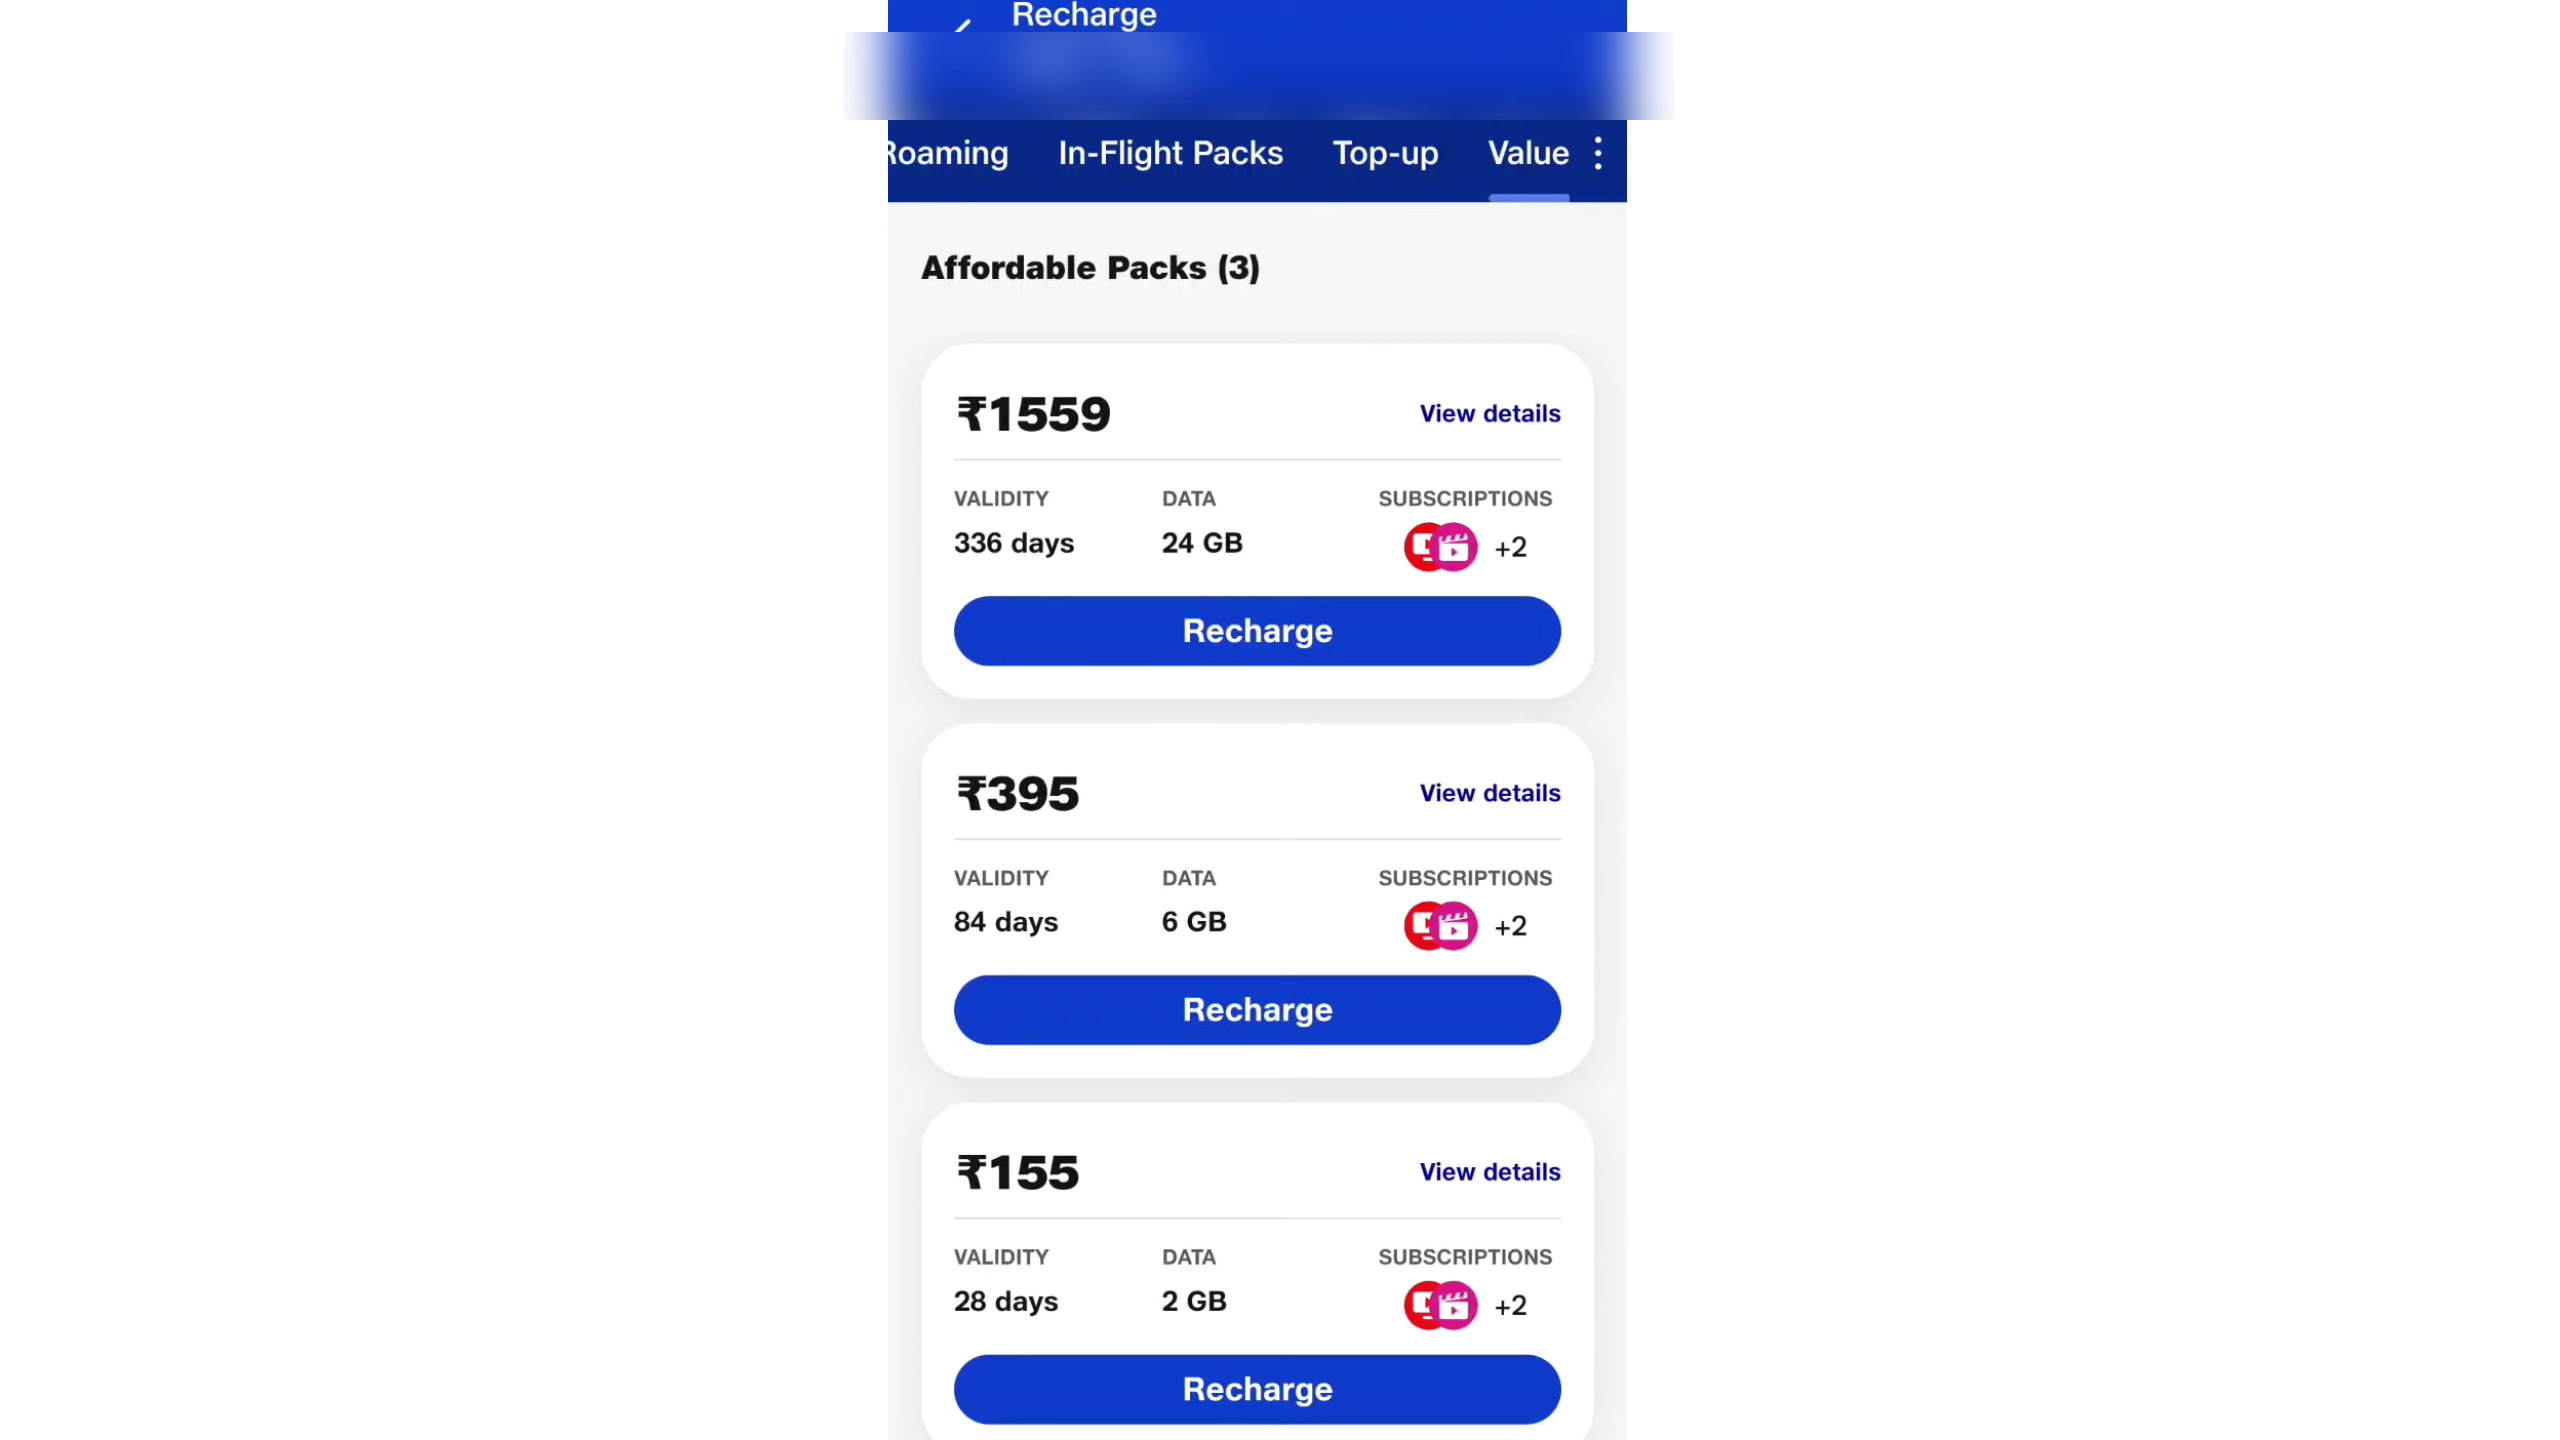 Recharge
Roaming In-Flight Packs Top-up Value
Affordable Packs (3)
₹1559 View details
VALIDITY DATA SUBSCRIPTIONS
336 days 24 GB +2
Recharge
₹395 View details
VALIDITY DATA SUBSCRIPTIONS
84 days 6 GB +2
Recharge
₹155 View details
VALIDITY DATA SUBSCRIPTIONS
28 days 2 GB +2
Recharge